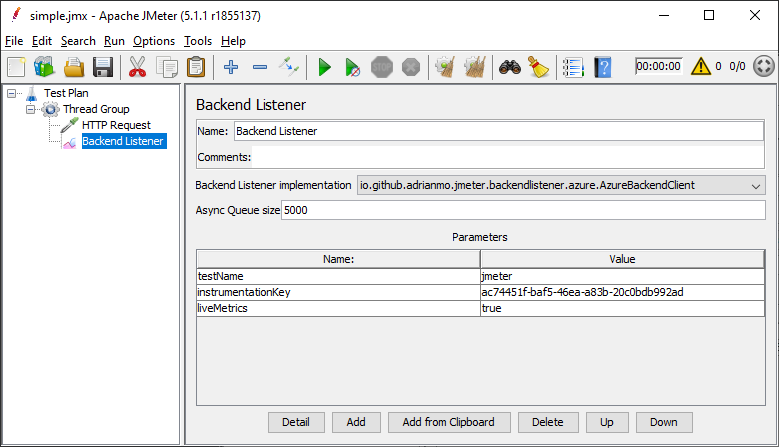 simple.jmx - Apache JMeter (5.1.1 r1855137)
File Edit Search Run Options Tools Help
STOP 00:00:00 0 0/0
Test Plan
Thread Group
HTTP Request
Backend Listener
Backend Listener
Name: Backend Listener
Comments:
Backend Listener implementation io.github.adrianmo.jmeter.backendlistener.azure.AzureBackendClient
Async Queue size 5000
Parameters
Name: Value
testName jmeter
instrumentationKey ac74451f-baf5-46ea-a83b-20c0bdb992ad
liveMetrics true
Detail Add Add from Clipboard Delete Up Down